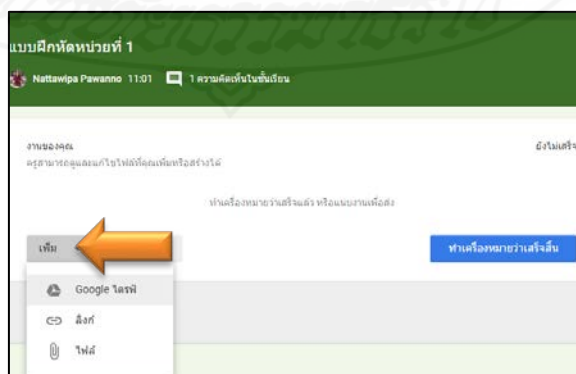 แบบฝึกหัดหน่วยที่ 1
Nattawipa Pawanno 11:01 1 ความคิดเห็นในชั้นเรียน
งานของคุณ ยังไม่เสร็จ
ครูสามารถดูและแก้ไขไฟล์ที่คุณเพิ่มหรือสร้างได้
ทำเครื่องหมายว่าเสร็จแล้ว หรือแนบงานเพื่อส่ง
เพิ่ม ทำเครื่องหมายว่าเสร็จสิ้น
Google ไดรฟ์
ลิงก์
ไฟล์